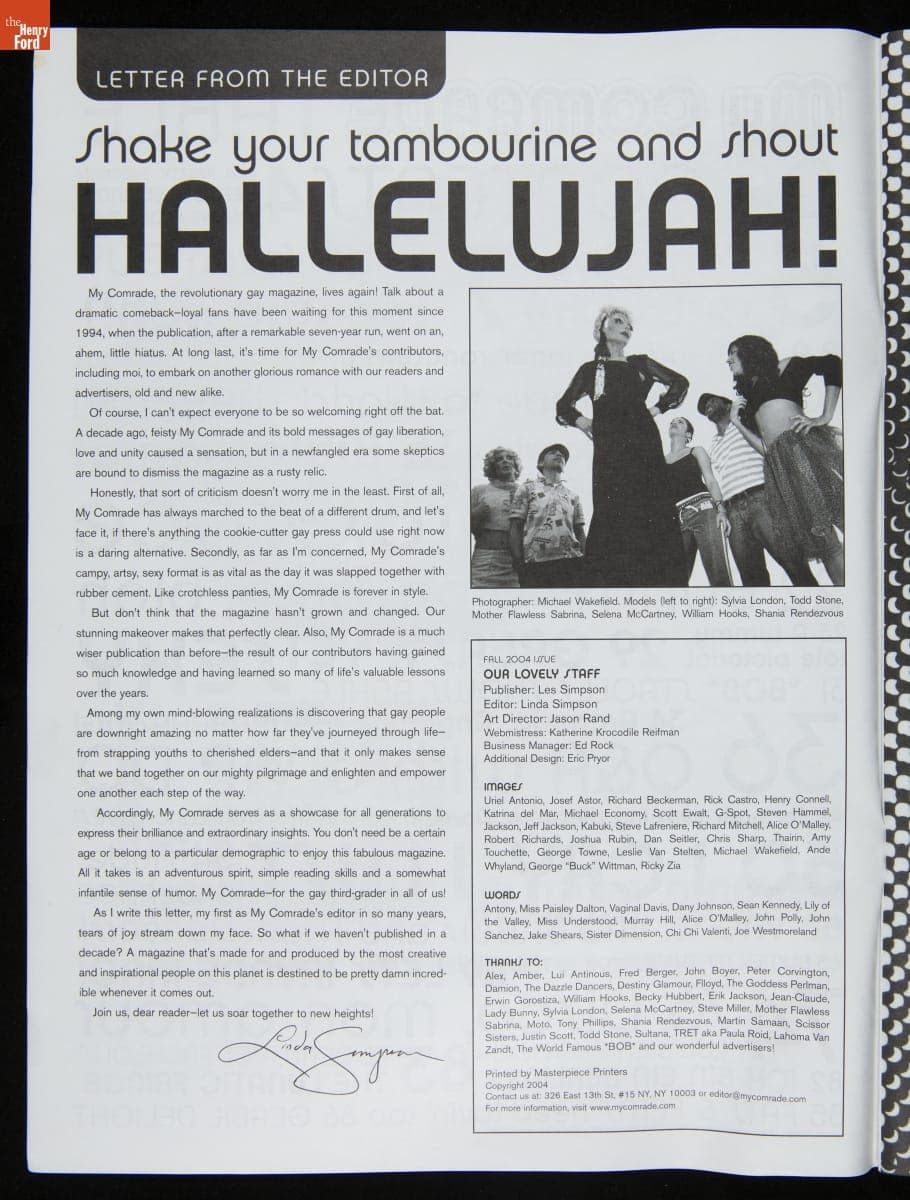 the
Henry
Ford
LETTER FROM THE EDITOR
Shake your tambourine and shout
HALLELUJAH!
My Comrade, the revolutionary gay magazine, lives again! Talk about a
dramatic comeback–loyal fans have been waiting for this moment since
1994, when the publication, after a remarkable seven-year run, went on an,
ahem, little hiatus. At long last, it's time for My Comrade's contributors,
including moi, to embark on another glorious romance with our readers and
advertisers, old and new alike.
Of course, I can't expect everyone to be so welcoming right off the bat.
A decade ago, feisty My Comrade and its bold messages of gay liberation,
love and unity caused a sensation, but in a newfangled era some skeptics
are bound to dismiss the magazine as a rusty relic.
Honestly, that sort of criticism doesn't worry me in the least. First of all,
My Comrade has always marched to the beat of a different drum, and let's
face it, if there's anything the cookie-cutter gay press could use right now
is a daring alternative. Secondly, as far as I'm concerned, My Comrade's
campy, artsy, sexy format is as vital as the day it was slapped together with
rubber cement. Like crotchless panties, My Comrade is forever in style.
But don't think that the magazine hasn't grown and changed. Our
stunning makeover makes that perfectly clear. Also, My Comrade is a much
wiser publication than before–the result of our contributors having gained
so much knowledge and having learned so many of life's valuable lessons
over the years.
Among my own mind-blowing realizations is discovering that gay people
are downright amazing no matter how far they've journeyed through life–
from strapping youths to cherished elders–and that it only makes sense
that we band together on our mighty pilgrimage and enlighten and empower
one another each step of the way.
Accordingly, My Comrade serves as a showcase for all generations to
express their brilliance and extraordinary insights. You don't need be a certain
age or belong to a particular demographic to enjoy this fabulous magazine.
All it takes is an adventurous spirit, simple reading skills and a somewhat
infantile sense of humor. My Comrade–for the gay third-grader in all of us!
As I write this letter, my first as My Comrade's editor in so many years,
tears of joy stream down my face. So what if we haven't published in a
decade? A magazine that's made for and produced by the most creative
and inspirational people on this planet is destined to be pretty damn incred-
ible whenever it comes out.
Join us, dear reader–let us soar together to new heights!
Linda Simpson
Photographer: Michael Wakefield. Models (left to right): Sylvia London, Todd Stone,
Mother Flawless Sabrina, Selena McCartney, William Hooks, Shania Rendezvous
FALL 2004 ISSUE
OUR LOVELY STAFF
Publisher: Les Simpson
Editor: Linda Simpson
Art Director: Jason Rand
Webmistress: Katherine Krocodile Reifman
Business Manager: Ed Rock
Additional Design: Eric Pryor
IMAGES
Uriel Antonio, Josef Astor, Richard Beckerman, Rick Castro, Henry Connell,
Katrina del Mar, Michael Economy, Scott Ewalt, G-Spot, Steven Hammel,
Jackson, Jeff Jackson, Kabuki, Steve Lafreniere, Richard Mitchell, Alice O'Malley,
Robert Richards, Joshua Rubin, Dan Seitler, Chris Sharp, Thairin, Amy
Touchette, George Towne, Leslie Van Stelten, Michael Wakefield, Ande
Whyland, George "Buck" Wittman, Ricky Zia
WORDS
Antony, Miss Paisley Dalton, Vaginal Davis, Dany Johnson, Sean Kennedy, Lily of
the Valley, Miss Understood, Murray Hill, Alice O'Malley, John Polly, John
Sanchez, Jake Shears, Sister Dimension, Chi Chi Valenti, Joe Westmoreland
THANKS TO:
Alex, Amber, Lui Antinous, Fred Berger, John Boyer, Peter Corvington,
Damion, The Dazzle Dancers, Destiny Glamour, Flloyd, The Goddess Perlman,
Erwin Gorostiza, William Hooks, Becky Hubbert, Erik Jackson, Jean-Claude,
Lady Bunny, Sylvia London, Selena McCartney, Steve Miller, Mother Flawless
Sabrina, Moto, Tony Phillips, Shania Rendezvous, Martin Samaan, Scissor
Sisters, Justin Scott, Todd Stone, Sultana, TRET aka Paula Roid, Lahoma Van
Zandt, The World Famous *BOB* and our wonderful advertisers!
Printed by Masterpiece Printers
Copyright 2004
Contact us at: 326 East 13th St, #15 NY, NY 10003 or editor@mycomrade.com
For more information, visit www.mycomrade.com